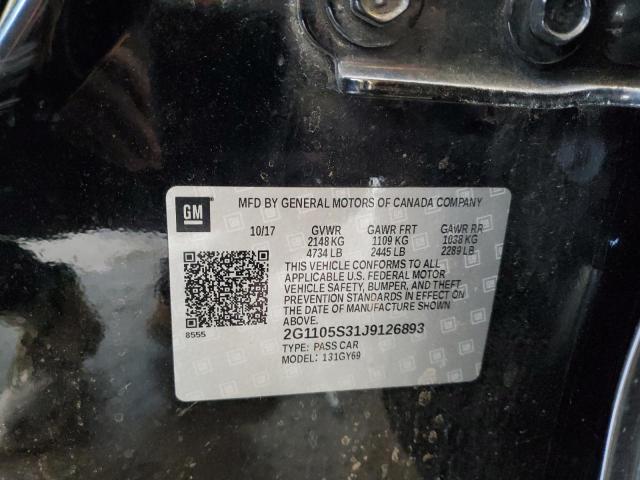 GM
MFD BY GENERAL MOTORS OF CANADA COMPANY
10/17 GVWR GAWR FRT GAWR RR
2148 KG 1109 KG 1038 KG
4734 LB 2445 LB 2289 LB
THIS VEHICLE CONFORMS TO ALL
APPLICABLE U.S. FEDERAL MOTOR
VEHICLE SAFETY, BUMPER, AND THEFT
PREVENTION STANDARDS IN EFFECT ON
THE DATE OF MANUFACTURE SHOWN
ABOVE.
8555
2G1105S31J9126893
TYPE: PASS CAR
MODEL: 131GY69